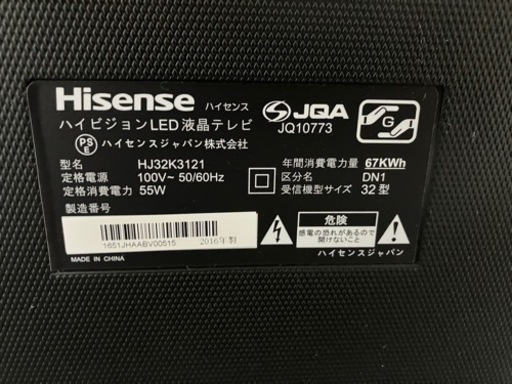 Hisense ハイセンス
ハイビジョンLED液晶テレビ
PS E ハイセンスジャパン株式会社
JQA
JQ10773
G
型名 HJ32K3121
定格電源 100V~ 50/60Hz
定格消費電力 55W
製造番号
1651JHAABV00515 2016年製
MADE IN CHINA
年間消費電力量 67KWh
区分名 DN1
受信機型サイズ 32 型
危険
感電の恐れがあるので
開けないこと
ハイセンスジャパン